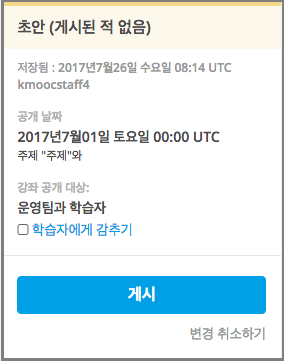 초안 (게시된 적 없음)
저장됨 : 2017년7월26일 수요일 08:14 UTC
kmoocstaff4
공개 날짜
2017년7월01일 토요일 00:00 UTC
주제 "주제"와
강좌 공개 대상:
운영팀과 학습자
학습자에게 감추기
게시
변경 취소하기